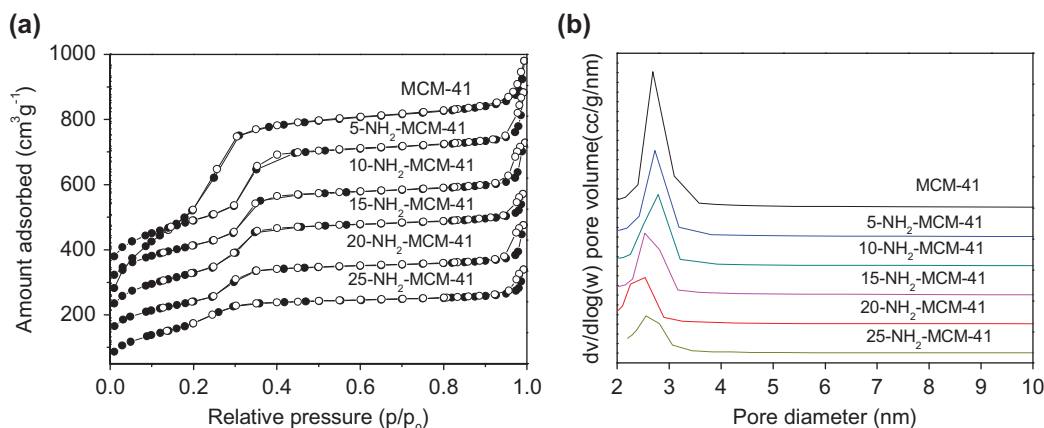 (a)
1000
800
600
400
200
0.0 0.2 0.4 0.6 0.8 1.0
Amount adsorbed (cm³g⁻¹)
Relative pressure (p/p₀)
MCM-41
5-NH₂-MCM-41
10-NH₂-MCM-41
15-NH₂-MCM-41
20-NH₂-MCM-41
25-NH₂-MCM-41
(b)
dv/dlog(w) pore volume(cc/g/nm)
MCM-41
5-NH₂-MCM-41
10-NH₂-MCM-41
15-NH₂-MCM-41
20-NH₂-MCM-41
25-NH₂-MCM-41
2 3 4 5 6 7 8 9 10
Pore diameter (nm)